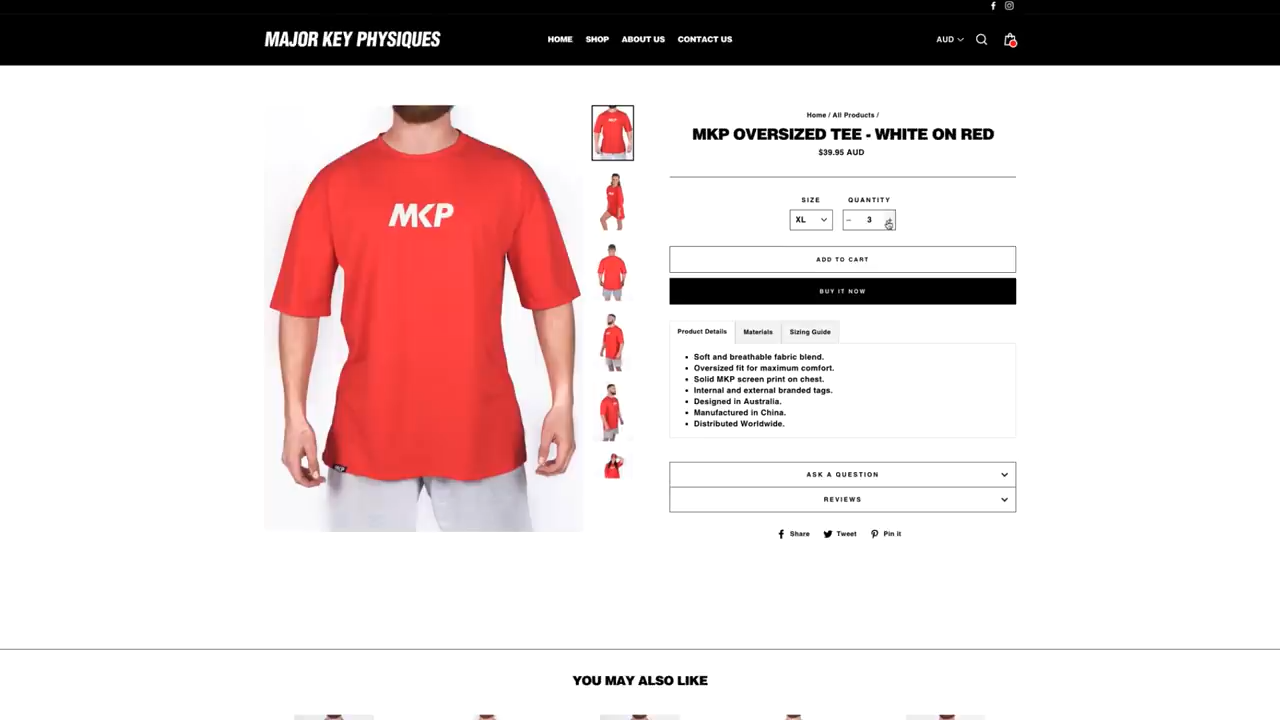 MAJOR KEY PHYSIQUES
HOME
SHOP
ABOUT US
CONTACT US
AUD
MKP
Home / All Products /
MKP OVERSIZED TEE - WHITE ON RED
$39.95 AUD
SIZE
QUANTITY
XL
− 3
ADD TO CART
BUY IT NOW
Product Details
Materials
Sizing Guide
Soft and breathable fabric blend.
Oversized fit for maximum comfort.
Solid MKP screen print on chest.
Internal and external branded tags.
Designed in Australia.
Manufactured in China.
Distributed Worldwide.
ASK A QUESTION
REVIEWS
Share
Tweet
Pin it
YOU MAY ALSO LIKE